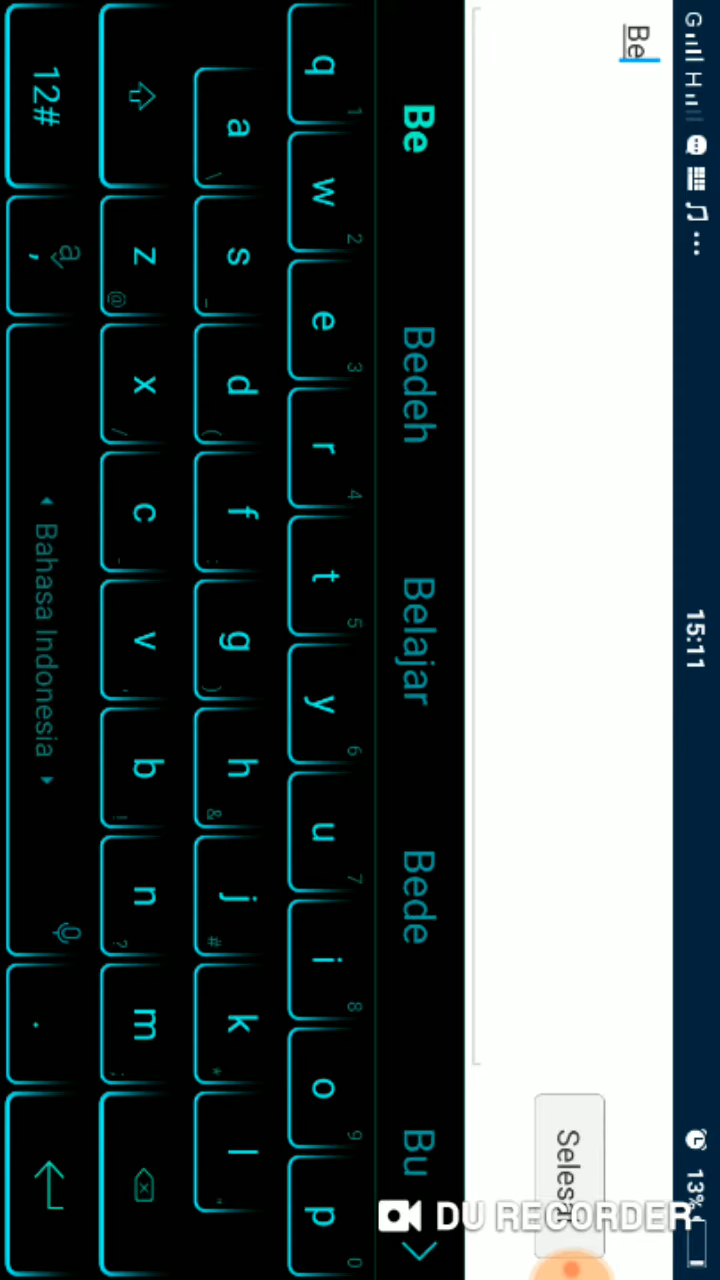 G H ... 15:11 13%
Be
Selesai
Be Bedeh Belajar Bede Bu
DU RECORDER
q 1 w 2 e 3 r 4 t 5 y 6 u 7 i 8 o 9 p 0
a \ s _ d ( f : g ) h & j # k * l "
z @ x / c - v ' b ! n ? m ;
12# a , Bahasa Indonesia .